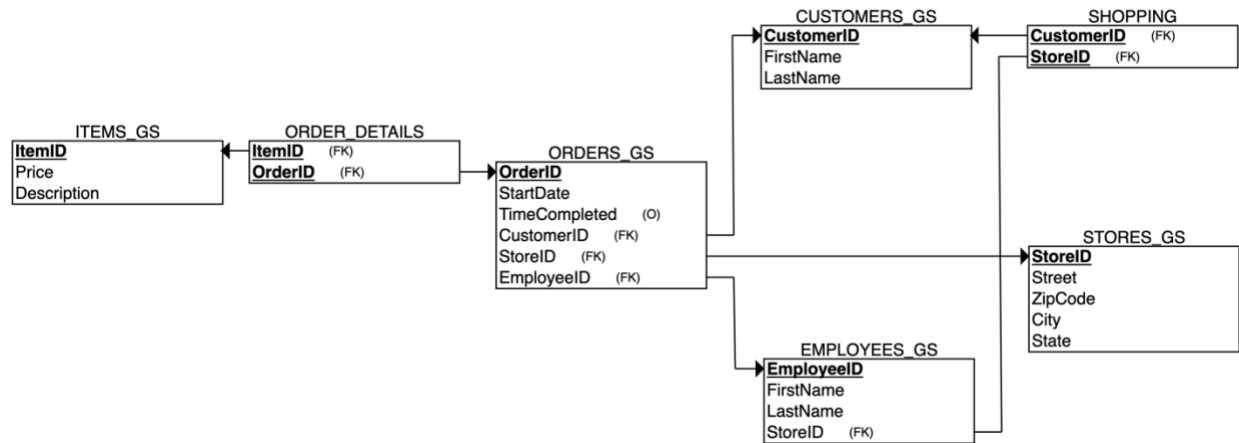 CUSTOMERS_GS
CustomerID
FirstName
LastName
SHOPPING
CustomerID (FK)
StoreID (FK)
ITEMS_GS
ItemID
Price
Description
ORDER_DETAILS
ItemID (FK)
OrderID (FK)
ORDERS_GS
OrderID
StartDate
TimeCompleted (O)
CustomerID (FK)
StoreID (FK)
EmployeeID (FK)
STORES_GS
StoreID
Street
ZipCode
City
State
EMPLOYEES_GS
EmployeeID
FirstName
LastName
StoreID (FK)